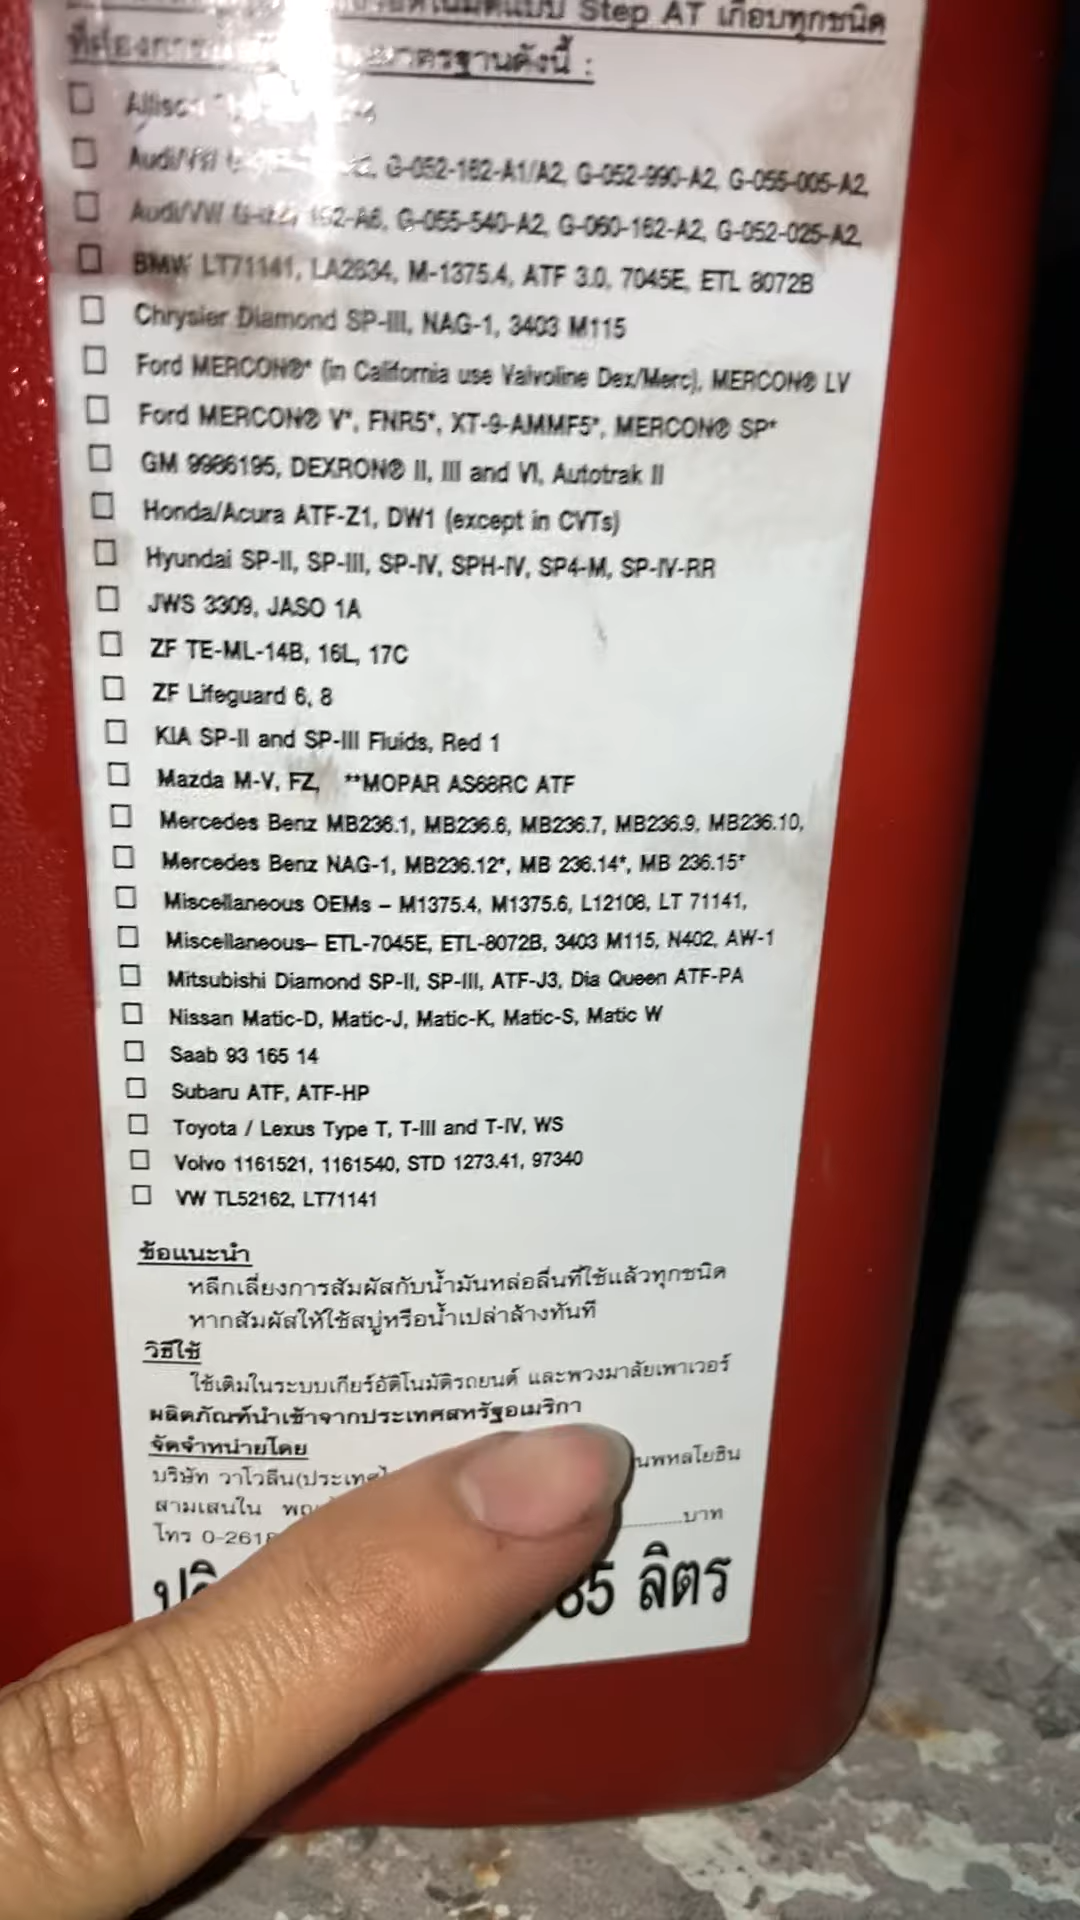 Step AT เกือบทุกชนิด
มาตรฐานดังนี้ :
Allison
Audi/VW G-052-162-A1/A2, G-052-990-A2, G-055-005-A2,
Audi/VW 162-A6, G-055-540-A2, G-060-162-A2, G-052-025-A2,
BMW LT71141, LA2634, M-1375.4, ATF 3.0, 7045E, ETL 8072B
Chrysler Diamond SP-III, NAG-1, 3403 M115
Ford MERCON®* (in California use Valvoline Dex/Merc), MERCON® LV
Ford MERCON® V*, FNR5*, XT-9-AMMF5*, MERCON® SP*
GM 9986195, DEXRON® II, III and VI, Autotrak II
Honda/Acura ATF-Z1, DW1 (except in CVTs)
Hyundai SP-II, SP-III, SP-IV, SPH-IV, SP4-M, SP-IV-RR
JWS 3309, JASO 1A
ZF TE-ML-14B, 16L, 17C
ZF Lifeguard 6, 8
KIA SP-II and SP-III Fluids, Red 1
Mazda M-V, FZ, **MOPAR AS68RC ATF
Mercedes Benz MB236.1, MB236.6, MB236.7, MB236.9, MB236.10,
Mercedes Benz NAG-1, MB236.12*, MB 236.14*, MB 236.15*
Miscellaneous OEMs – M1375.4, M1375.6, L12108, LT 71141,
Miscellaneous– ETL-7045E, ETL-8072B, 3403 M115, N402, AW-1
Mitsubishi Diamond SP-II, SP-III, ATF-J3, Dia Queen ATF-PA
Nissan Matic-D, Matic-J, Matic-K, Matic-S, Matic W
Saab 93 165 14
Subaru ATF, ATF-HP
Toyota / Lexus Type T, T-III and T-IV, WS
Volvo 1161521, 1161540, STD 1273.41, 97340
VW TL52162, LT71141
ข้อแนะนำ
หลีกเลี่ยงการสัมผัสกับน้ำมันหล่อลื่นที่ใช้แล้วทุกชนิด
หากสัมผัสให้ใช้สบู่หรือน้ำเปล่าล้างทันที
วิธีใช้
ใช้เติมในระบบเกียร์อัติโนมัติรถยนต์ และพวงมาลัยเพาเวอร์
ผลิตภัณฑ์นำเข้าจากประเทศสหรัฐอเมริกา
จัดจำหน่ายโดย
บริษัท วาโวลีน(ประเทศ นพหลโยธิน
สามเสนใน
โทร 0-2618 บาท
ลิตร